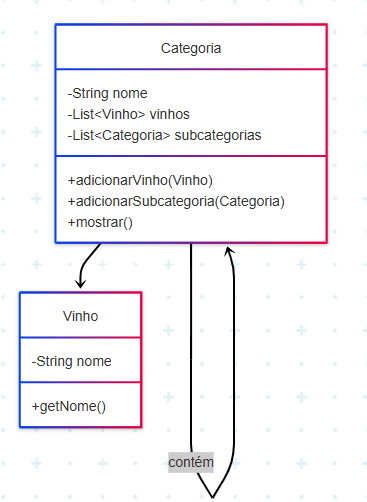 Categoria
-String nome
-List<Vinho> vinhos
-List<Categoria> subcategorias
+adicionarVinho(Vinho)
+adicionarSubcategoria(Categoria)
+mostrar()
Vinho
-String nome
+getNome()
contém